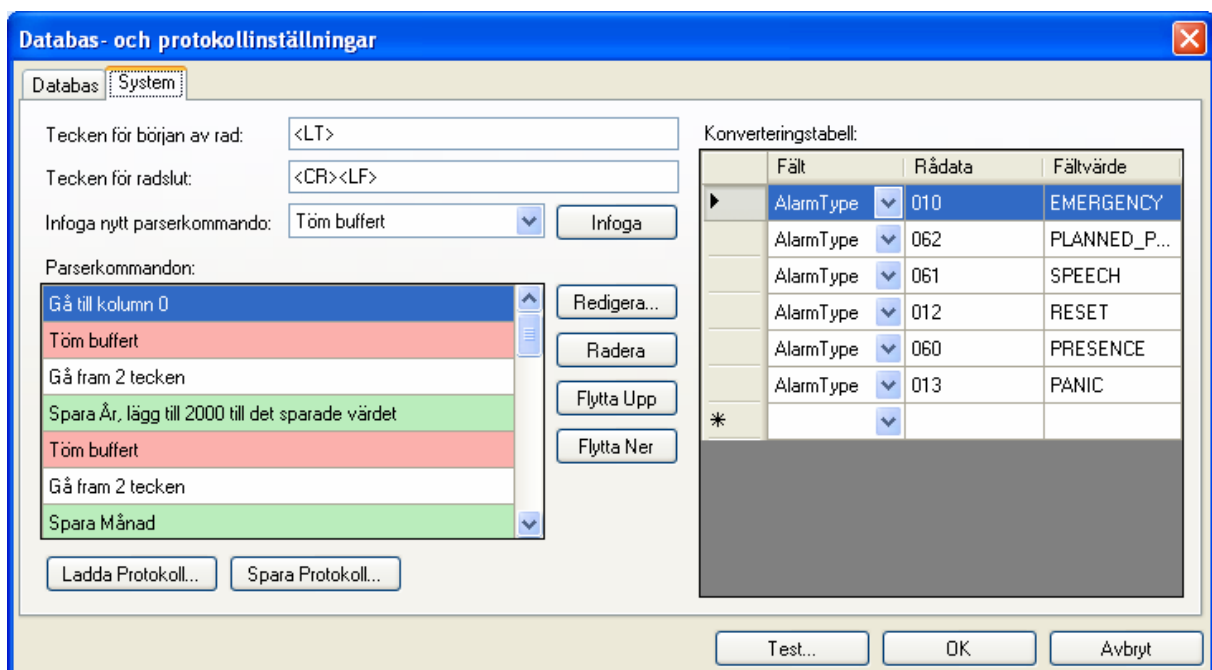 Databas- och protokollinställningar
Databas System
Tecken för början av rad: <LT>
Tecken för radslut: <CR><LF>
Infoga nytt parserkommando: Töm buffert Infoga
Parserkommandon:
Gå till kolumn 0
Töm buffert
Gå fram 2 tecken
Spara År, lägg till 2000 till det sparade värdet
Töm buffert
Gå fram 2 tecken
Spara Månad
Redigera...
Radera
Flytta Upp
Flytta Ner
Ladda Protokoll... Spara Protokoll...
Konverteringstabell:
Fält Rådata Fältvärde
AlarmType 010 EMERGENCY
AlarmType 062 PLANNED_P...
AlarmType 061 SPEECH
AlarmType 012 RESET
AlarmType 060 PRESENCE
AlarmType 013 PANIC
Test... OK Avbryt